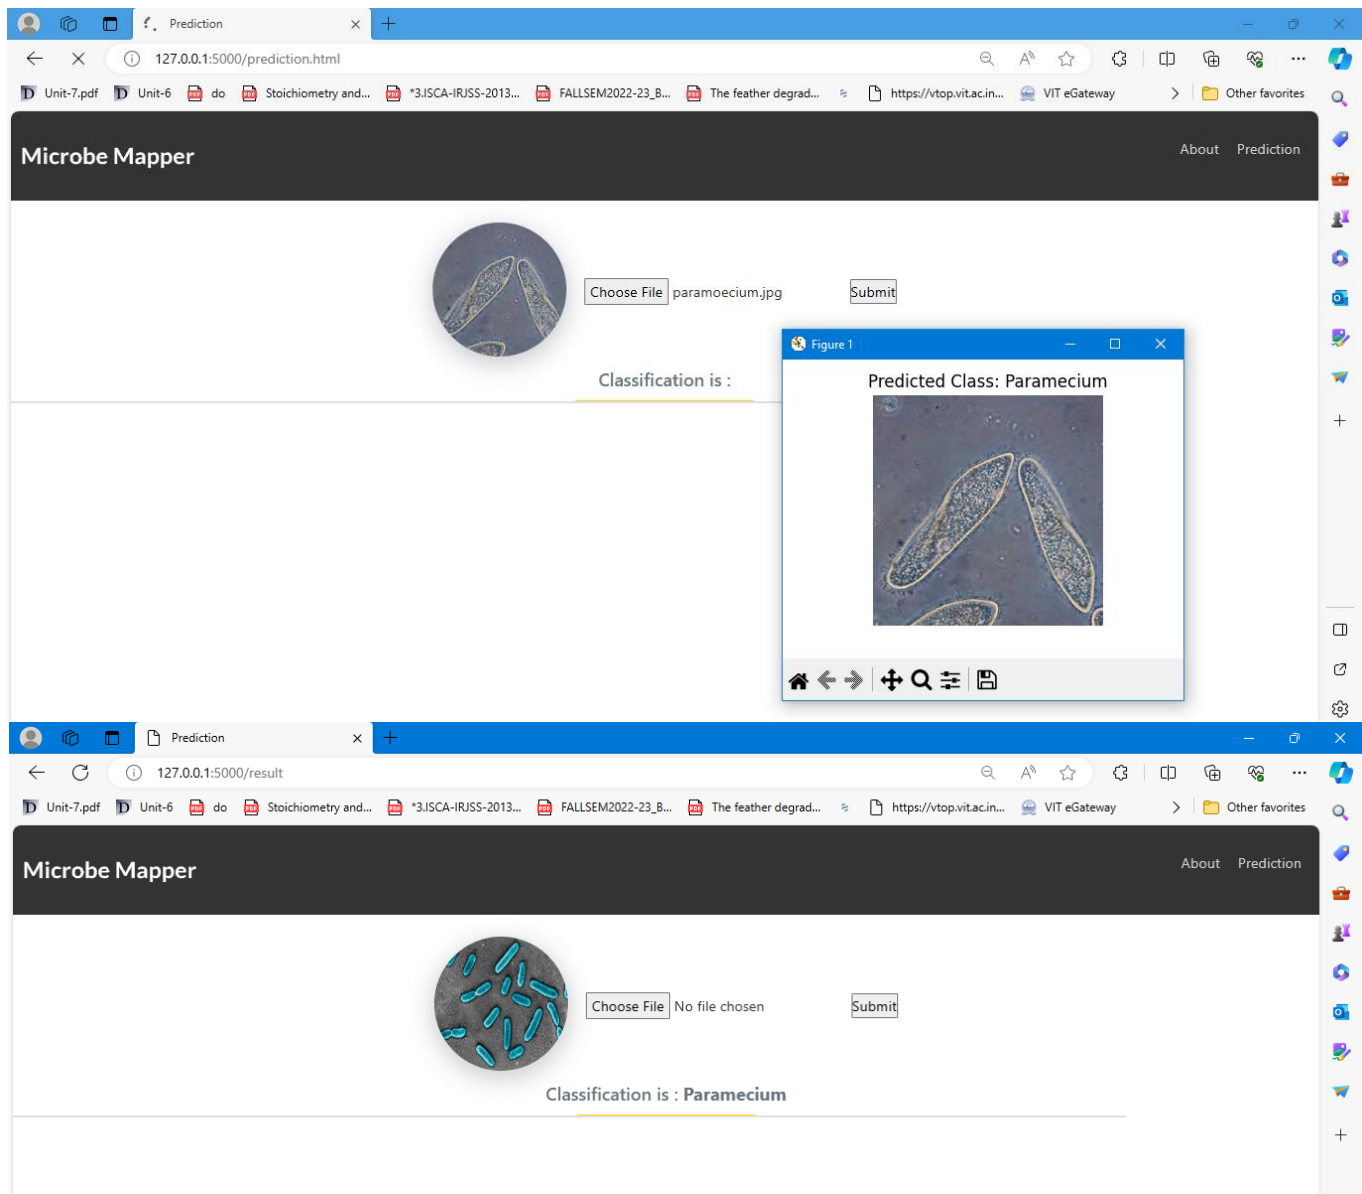 Prediction
127.0.0.1:5000/prediction.html
Unit-7.pdf Unit-6 do Stoichiometry and... *3.ISCA-IRJSS-2013... FALLSEM2022-23_B... The feather degrad... https://vtop.vit.ac.in... VIT eGateway Other favorites
Microbe Mapper About Prediction
Choose File paramoecium.jpg Submit
Figure 1
Classification is :
Predicted Class: Paramecium
Prediction
127.0.0.1:5000/result
Unit-7.pdf Unit-6 do Stoichiometry and... *3.ISCA-IRJSS-2013... FALLSEM2022-23_B... The feather degrad... https://vtop.vit.ac.in... VIT eGateway Other favorites
Microbe Mapper About Prediction
Choose File No file chosen Submit
Classification is : Paramecium